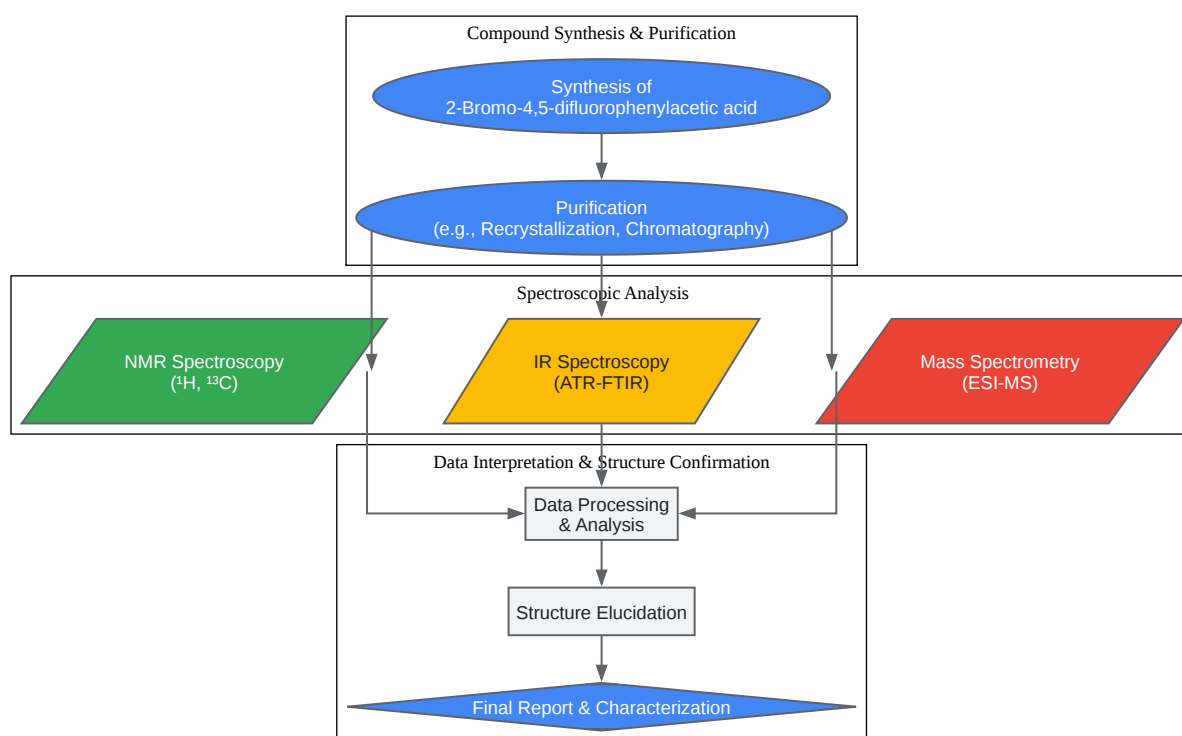 Compound Synthesis & Purification
Synthesis of
2-Bromo-4,5-difluorophenylacetic acid
Purification
(e.g., Recrystallization, Chromatography)
Spectroscopic Analysis
NMR Spectroscopy
(¹H, ¹³C)
IR Spectroscopy
(ATR-FTIR)
Mass Spectrometry
(ESI-MS)
Data Interpretation & Structure Confirmation
Data Processing
& Analysis
Structure Elucidation
Final Report & Characterization